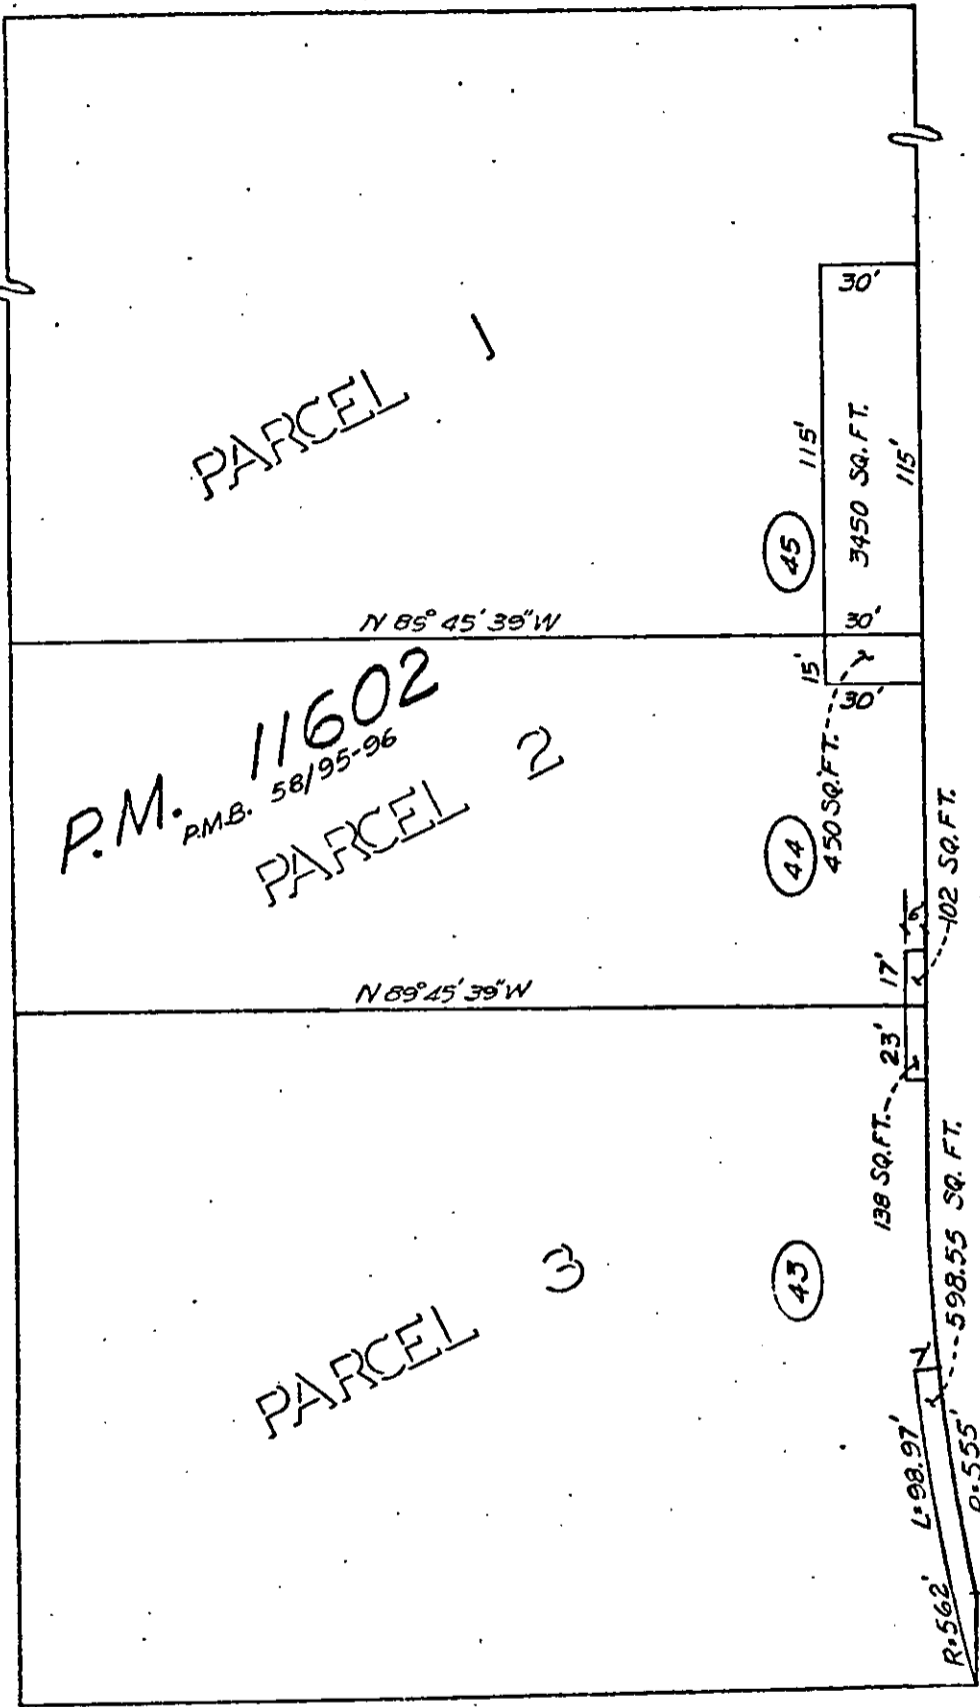 30'
115'
3450 SQ. FT.
115'
PARCEL 1
45
N 85° 45' 39" W
30'
15'
30'
450 SQ. FT.
P.M. 11602
P.M.B. 58/95-96
PARCEL 2
44
102 SQ. FT.
17'
N 89° 45' 39" W
23'
138 SQ. FT.
PARCEL 3
43
598.55 SQ. FT.
L=98.97'
R=562'
R=555'